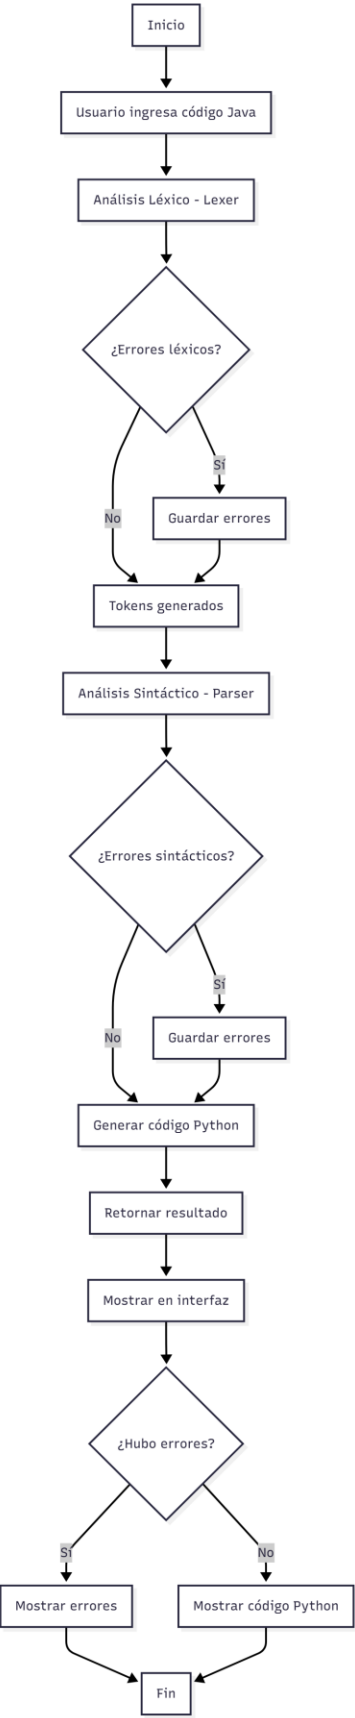 Inicio
Usuario ingresa código Java
Análisis Léxico - Lexer
¿Errores léxicos?
Sí
No
Guardar errores
Tokens generados
Análisis Sintáctico - Parser
¿Errores sintácticos?
Sí
No
Guardar errores
Generar código Python
Retornar resultado
Mostrar en interfaz
¿Hubo errores?
Sí
No
Mostrar errores
Mostrar código Python
Fin